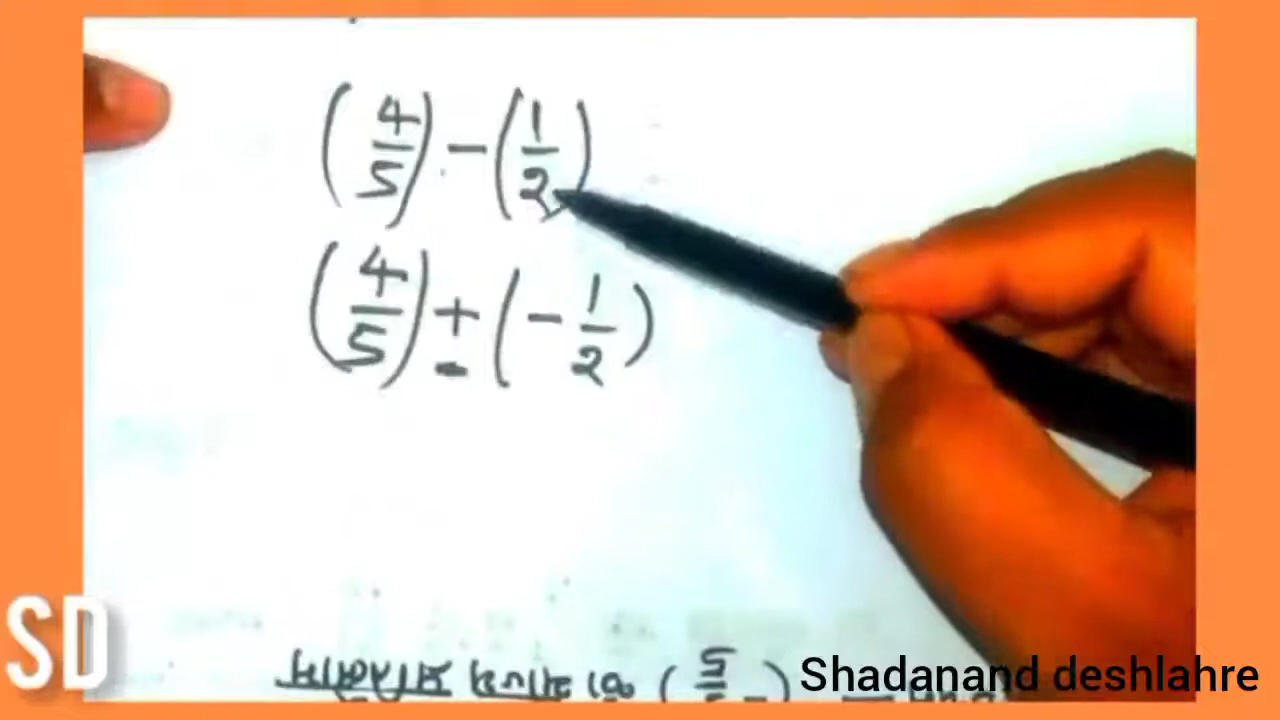 (4/5) - (1/2)
(4/5) + (- 1/2)
SD
Shadanand deshlahre